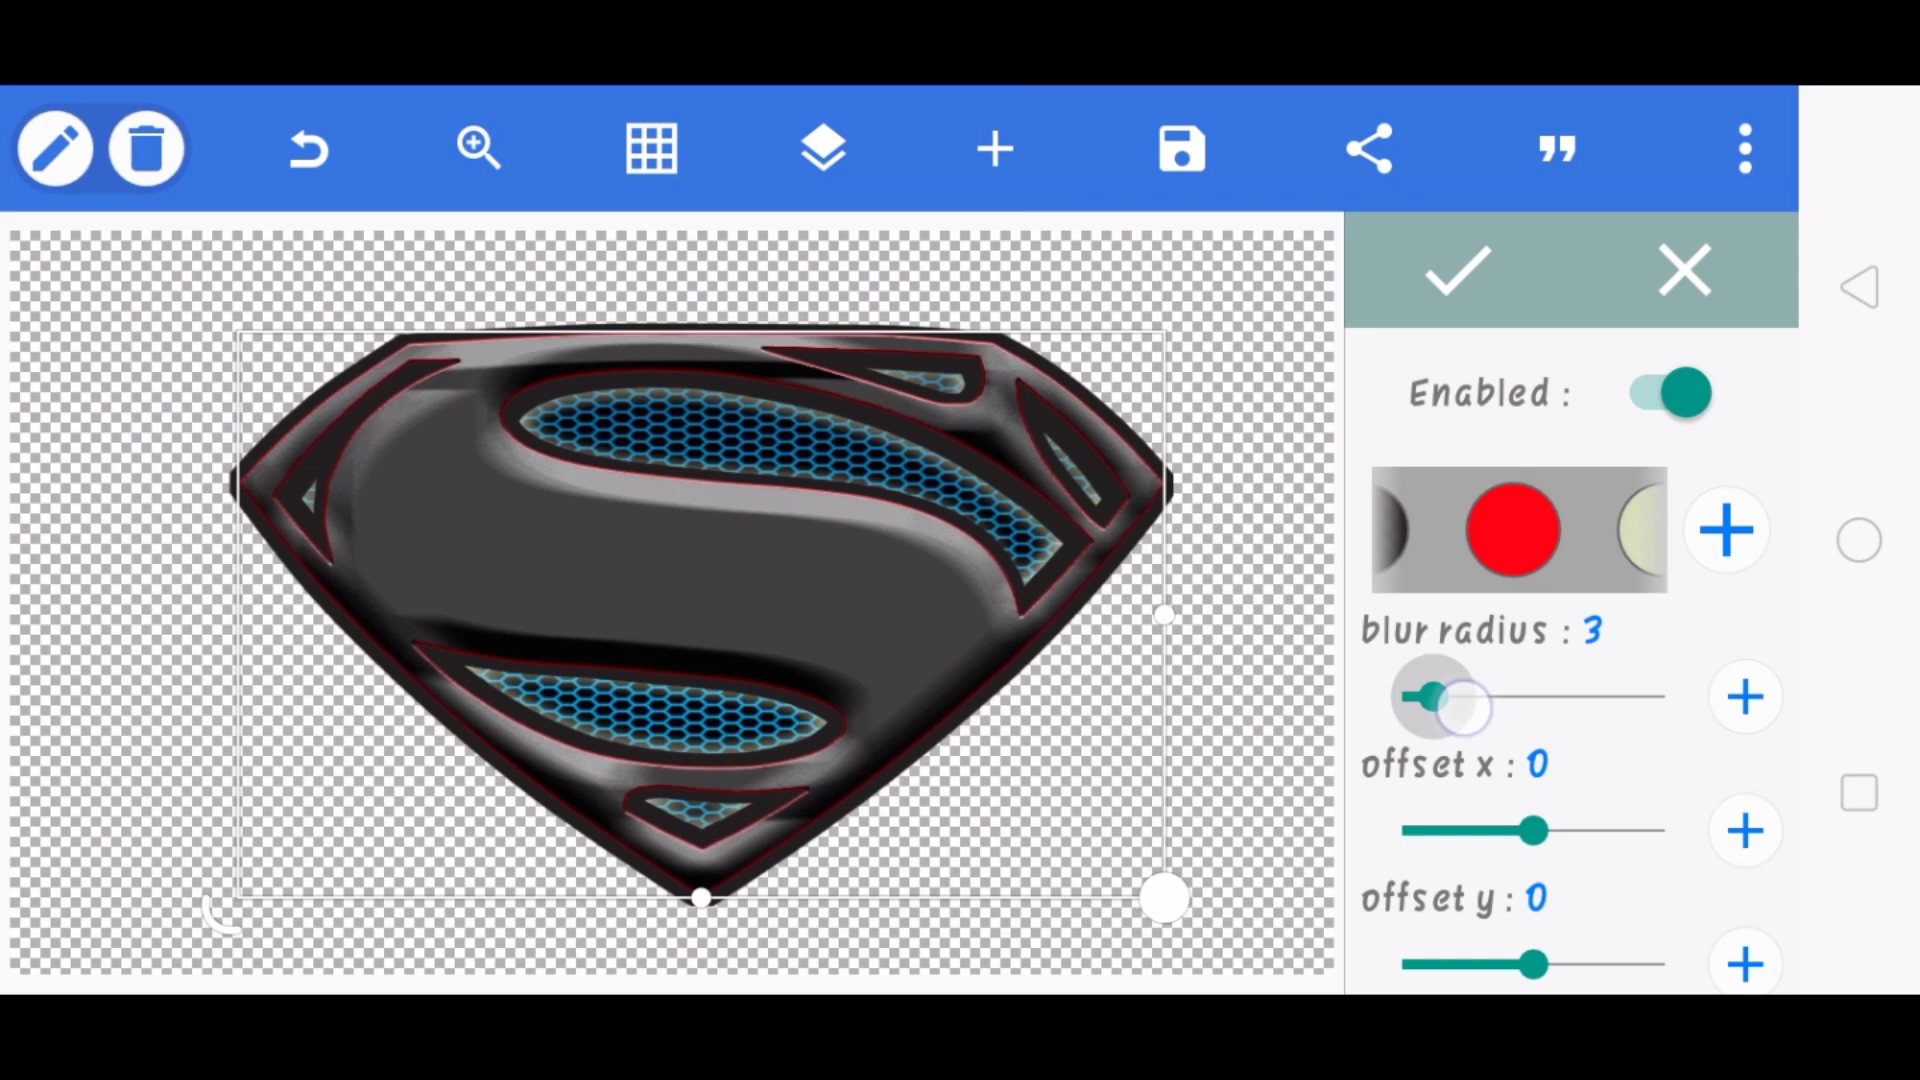 Enabled :
blur radius : 3
offset x : 0
offset y : 0